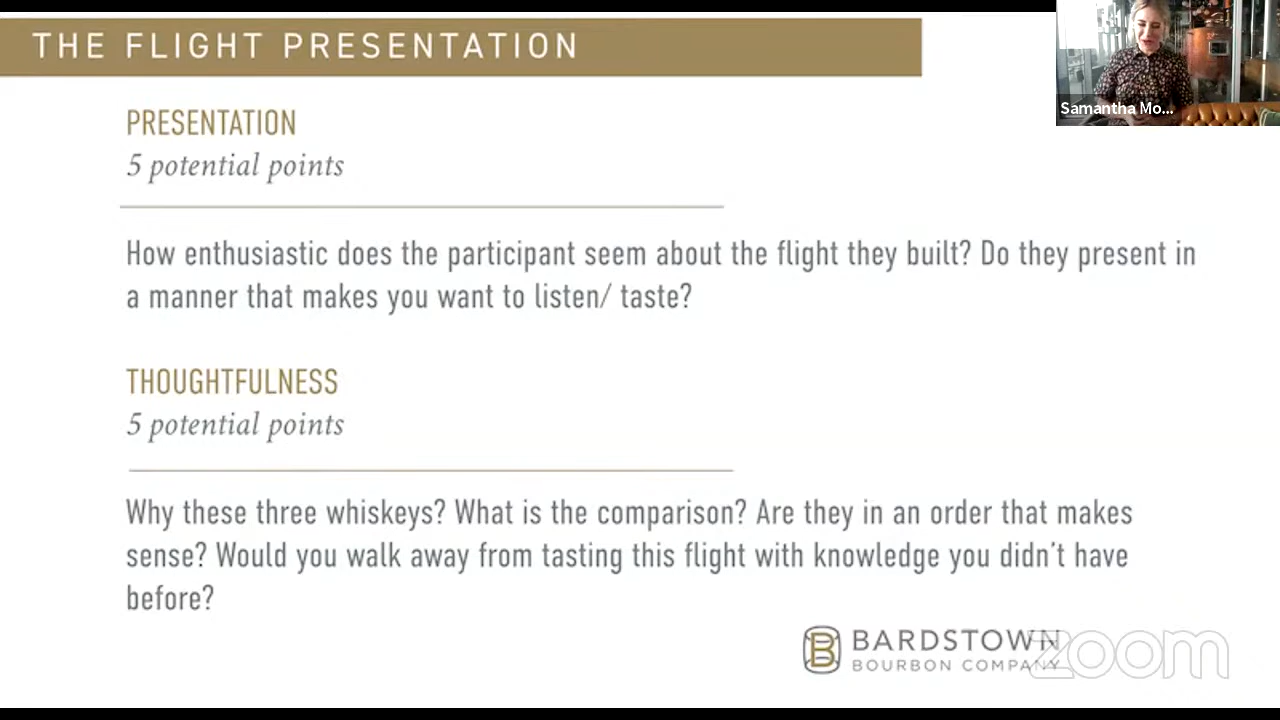 THE FLIGHT PRESENTATION
Samantha Mo...
PRESENTATION
5 potential points
How enthusiastic does the participant seem about the flight they built? Do they present in
a manner that makes you want to listen/ taste?
THOUGHTFULNESS
5 potential points
Why these three whiskeys? What is the comparison? Are they in an order that makes
sense? Would you walk away from tasting this flight with knowledge you didn't have
before?
B
BARDSTOWN
BOURBON COMPANY
zoom